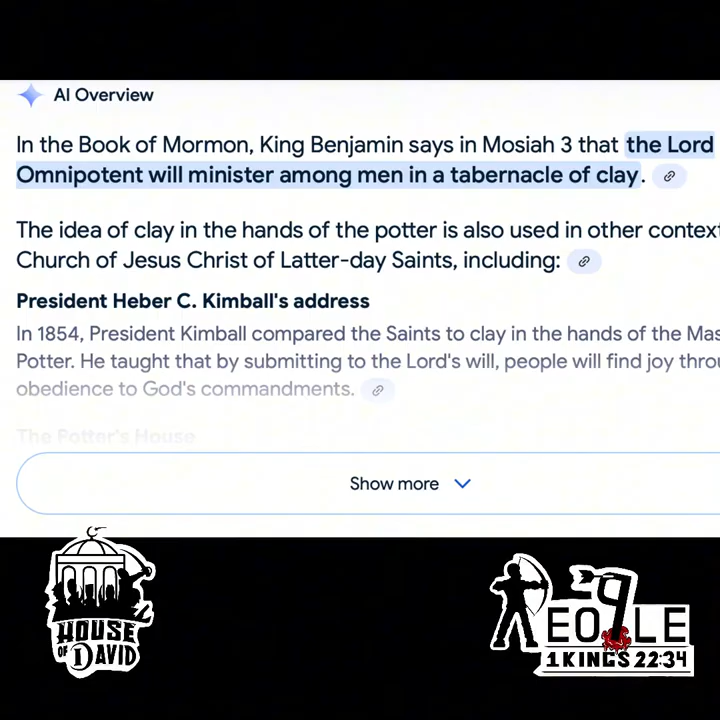 AI Overview
In the Book of Mormon, King Benjamin says in Mosiah 3 that the Lord
Omnipotent will minister among men in a tabernacle of clay.
The idea of clay in the hands of the potter is also used in other context
Church of Jesus Christ of Latter-day Saints, including:
President Heber C. Kimball's address
In 1854, President Kimball compared the Saints to clay in the hands of the Mas
Potter. He taught that by submitting to the Lord's will, people will find joy throu
obedience to God's commandments.
The Potter's House
Show more
HOUSE
OF DAVID
EO9LE
1KINGS 22:34